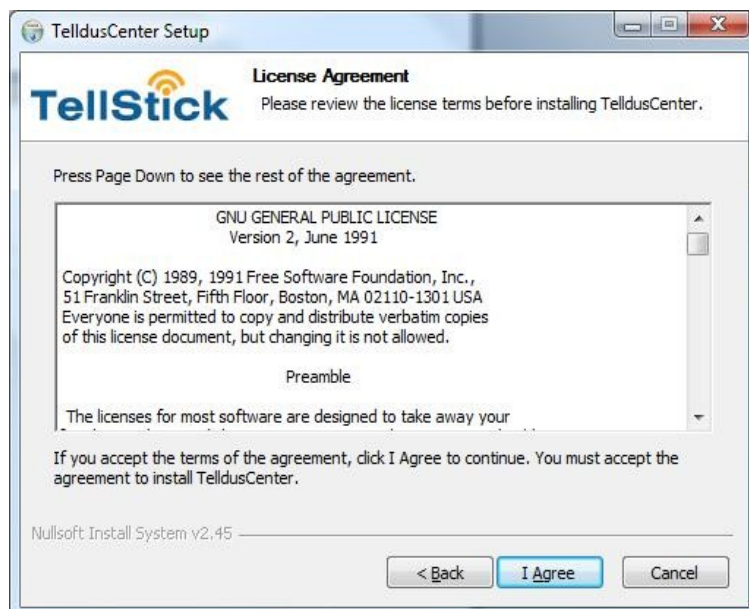 TelldusCenter Setup
TellStick
License Agreement
Please review the license terms before installing TelldusCenter.
Press Page Down to see the rest of the agreement.
GNU GENERAL PUBLIC LICENSE
Version 2, June 1991
Copyright (C) 1989, 1991 Free Software Foundation, Inc.,
51 Franklin Street, Fifth Floor, Boston, MA 02110-1301 USA
Everyone is permitted to copy and distribute verbatim copies
of this license document, but changing it is not allowed.
Preamble
The licenses for most software are designed to take away your
If you accept the terms of the agreement, click I Agree to continue. You must accept the
agreement to install TelldusCenter.
Nullsoft Install System v2.45
< Back
I Agree
Cancel